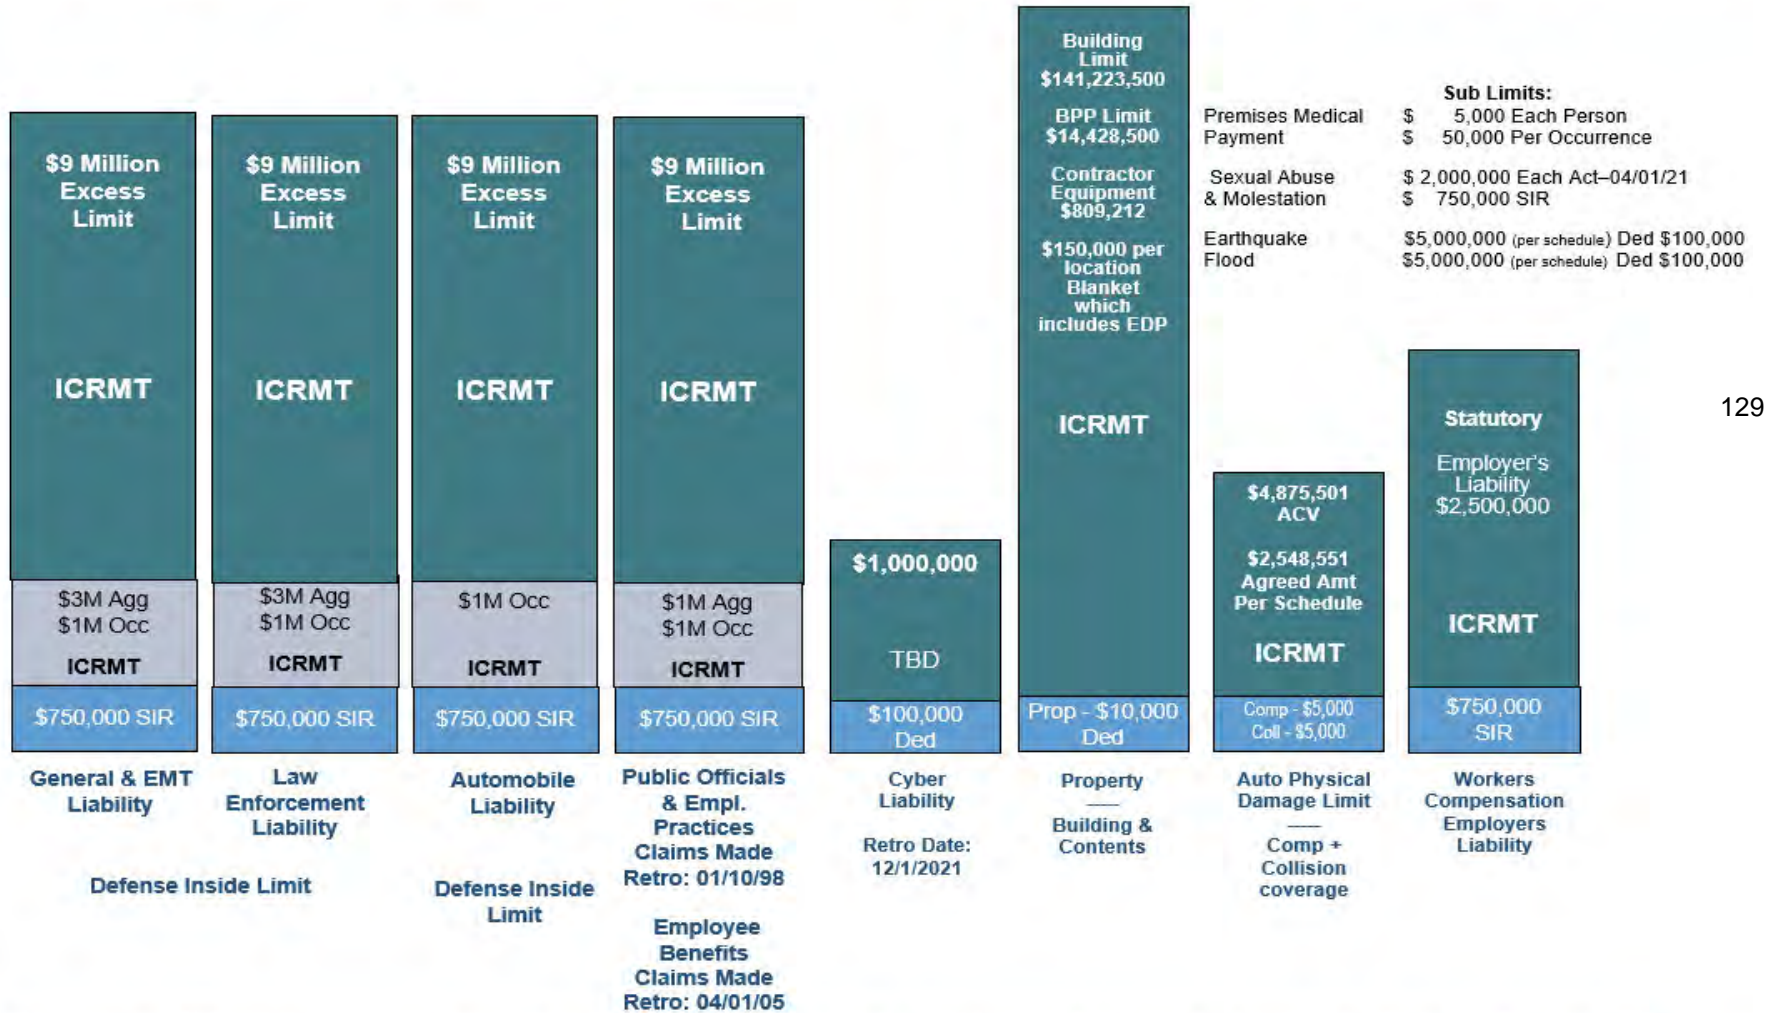 $9 Million
Excess
Limit
ICRMT
$3M Agg
$1M Occ
ICRMT
$750,000 SIR
General & EMT
Liability
$9 Million
Excess
Limit
ICRMT
$3M Agg
$1M Occ
ICRMT
$750,000 SIR
Law
Enforcement
Liability
Defense Inside Limit
$9 Million
Excess
Limit
ICRMT
$1M Occ
ICRMT
$750,000 SIR
Automobile
Liability
Defense Inside
Limit
$9 Million
Excess
Limit
ICRMT
$1M Agg
$1M Occ
ICRMT
$750,000 SIR
Public Officials
& Empl.
Practices
Claims Made
Retro: 01/10/98
Employee
Benefits
Claims Made
Retro: 04/01/05
$1,000,000
TBD
$100,000
Ded
Cyber
Liability
Retro Date:
12/1/2021
Building
Limit
$141,223,500
BPP Limit
$14,428,500
Contractor
Equipment
$809,212
$150,000 per
location
Blanket
which
includes EDP
ICRMT
Prop - $10,000
Ded
Property
Building &
Contents
Sub Limits:
Premises Medical $ 5,000 Each Person
Payment $ 50,000 Per Occurrence
Sexual Abuse $ 2,000,000 Each Act–04/01/21
& Molestation $ 750,000 SIR
Earthquake $5,000,000 (per schedule) Ded $100,000
Flood $5,000,000 (per schedule) Ded $100,000
$4,875,501
ACV
$2,548,551
Agreed Amt
Per Schedule
ICRMT
Comp - $5,000
Coll - $5,000
Auto Physical
Damage Limit
Comp +
Collision
coverage
Statutory
Employer's
Liability
$2,500,000
ICRMT
$750,000
SIR
Workers
Compensation
Employers
Liability
129